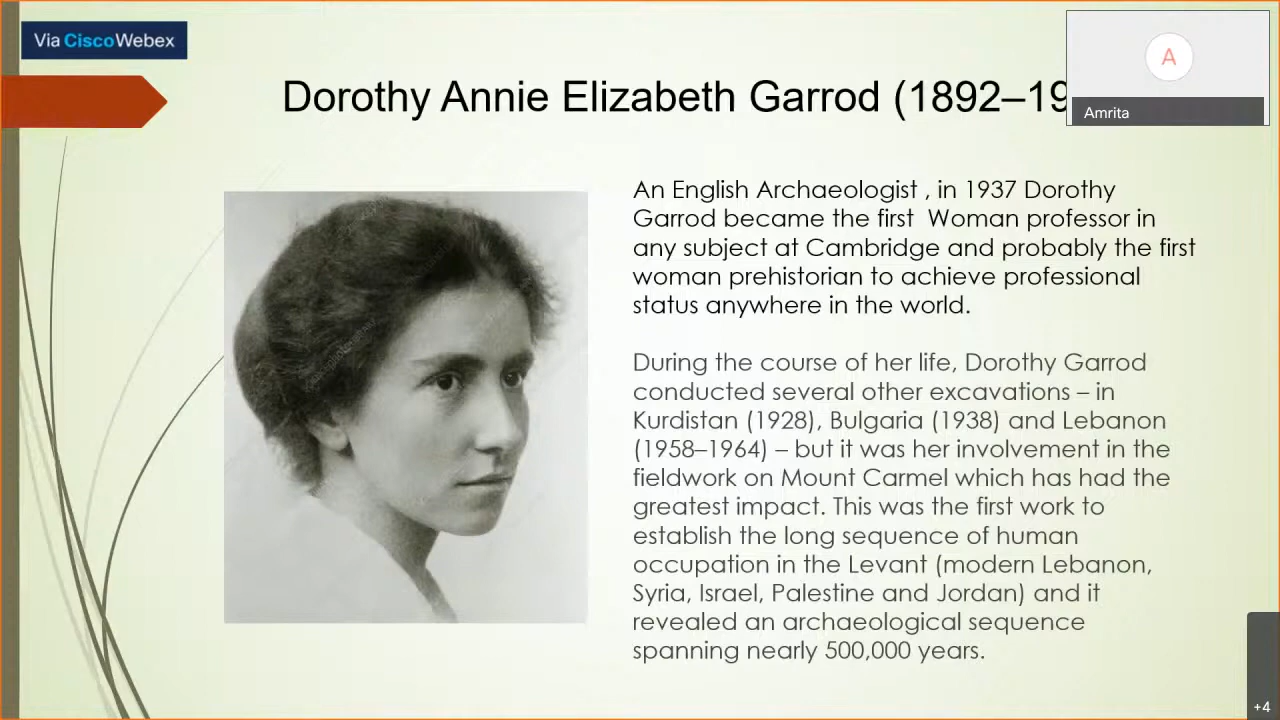 Via CiscoWebex
Dorothy Annie Elizabeth Garrod (1892–19
A
Amrita
An English Archaeologist , in 1937 Dorothy
Garrod became the first Woman professor in
any subject at Cambridge and probably the first
woman prehistorian to achieve professional
status anywhere in the world.
During the course of her life, Dorothy Garrod
conducted several other excavations – in
Kurdistan (1928), Bulgaria (1938) and Lebanon
(1958–1964) – but it was her involvement in the
fieldwork on Mount Carmel which has had the
greatest impact. This was the first work to
establish the long sequence of human
occupation in the Levant (modern Lebanon,
Syria, Israel, Palestine and Jordan) and it
revealed an archaeological sequence
spanning nearly 500,000 years.
+4